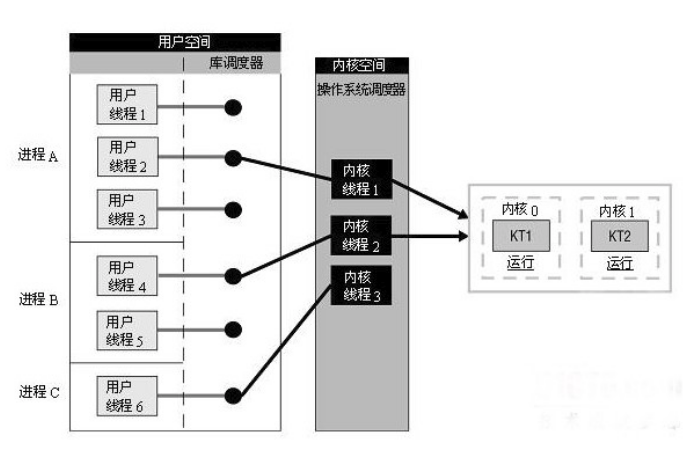 用户空间
库调度器
内核空间
操作系统调度器
进程A
用户
线程1
用户
线程2
用户
线程3
进程B
用户
线程4
用户
线程5
进程C
用户
线程6
内核
线程1
内核
线程2
内核
线程3
内核0
KT1
运行
内核1
KT2
运行